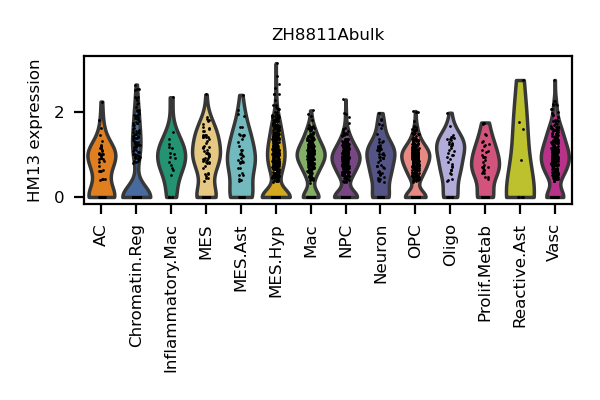 ZH8811Abulk
HM13 expression
2
0
AC
Chromatin.Reg
Inflammatory.Mac
MES
MES.Ast
MES.Hyp
Mac
NPC
Neuron
OPC
Oligo
Prolif.Metab
Reactive.Ast
Vasc